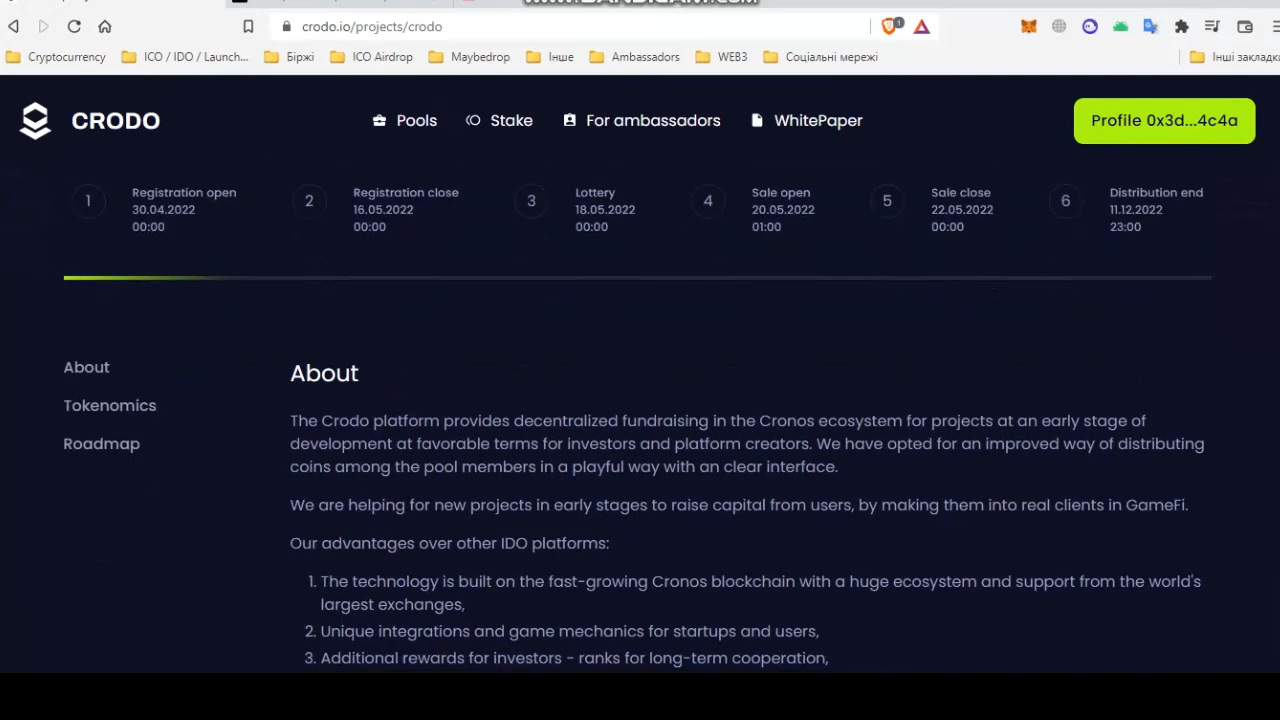 WWW.BANDICAM.COM
crodo.io/projects/crodo
1
Cryptocurrency
ICO / IDO / Launch...
Біржі
ICO Airdrop
Maybedrop
Інше
Ambassadors
WEB3
Соціальні мережі
Інші закладки
CRODO
Pools
Stake
For ambassadors
WhitePaper
Profile 0x3d...4c4a
1
Registration open
30.04.2022
00:00
2
Registration close
16.05.2022
00:00
3
Lottery
18.05.2022
00:00
4
Sale open
20.05.2022
01:00
5
Sale close
22.05.2022
00:00
6
Distribution end
11.12.2022
23:00
About
Tokenomics
Roadmap
About
The Crodo platform provides decentralized fundraising in the Cronos ecosystem for projects at an early stage of
development at favorable terms for investors and platform creators. We have opted for an improved way of distributing
coins among the pool members in a playful way with an clear interface.
We are helping for new projects in early stages to raise capital from users, by making them into real clients in GameFi.
Our advantages over other IDO platforms:
1. The technology is built on the fast-growing Cronos blockchain with a huge ecosystem and support from the world's
largest exchanges,
2. Unique integrations and game mechanics for startups and users,
3. Additional rewards for investors - ranks for long-term cooperation,